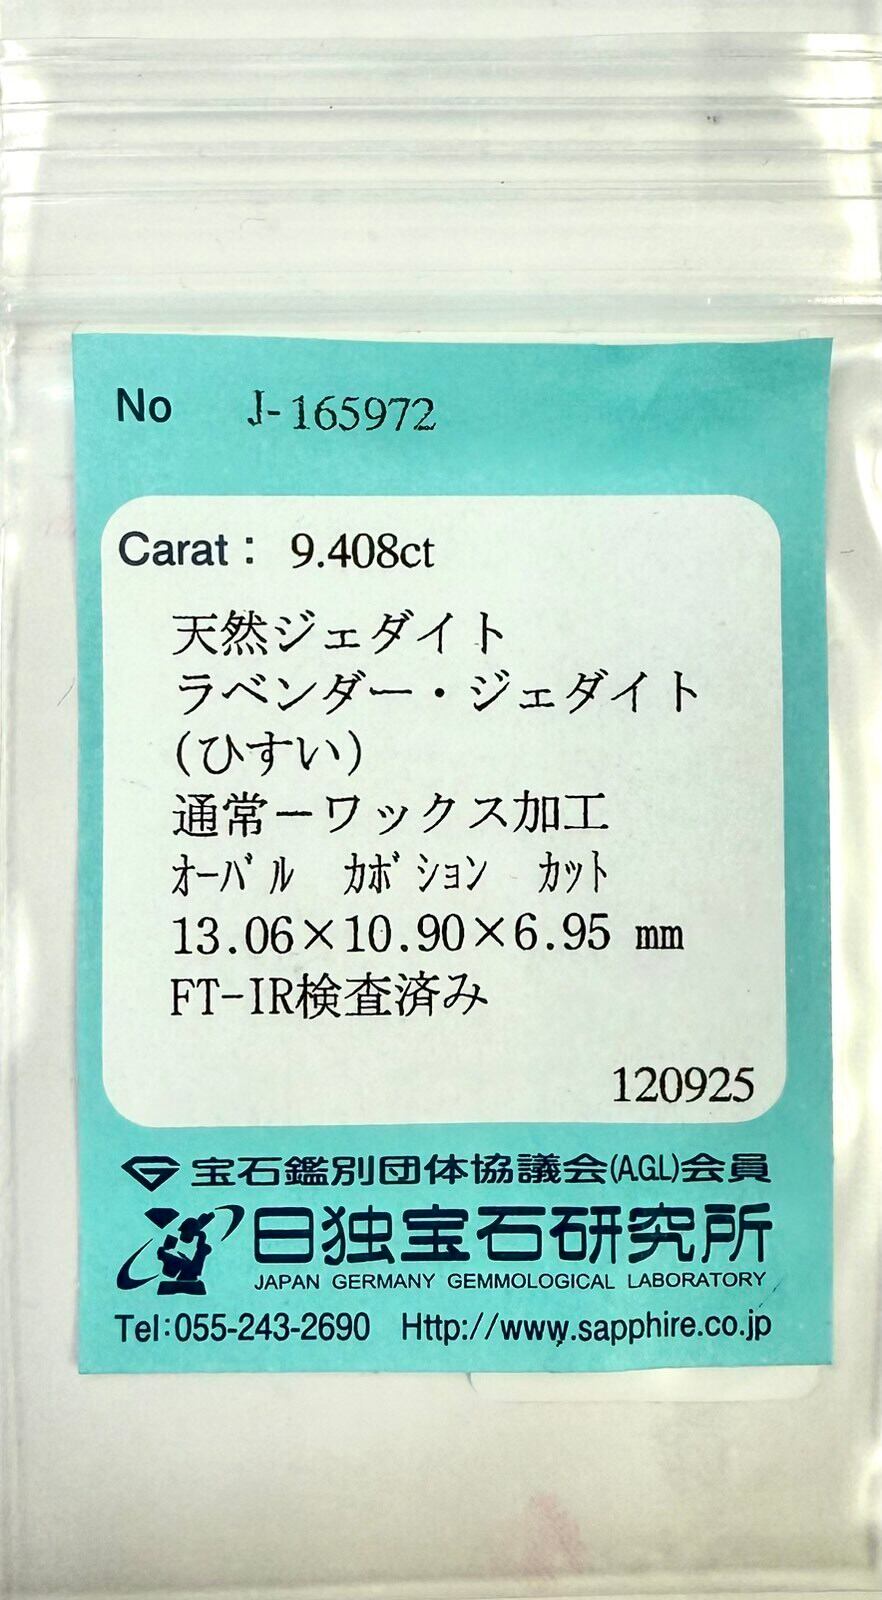 No J-165972
Carat: 9.408ct
天然ジェダイト
ラベンダー・ジェダイト
(ひすい)
通常－ワックス加工
ｵｰﾊﾞﾙ ｶﾎﾞｼｮﾝ ｶｯﾄ
13.06×10.90×6.95 mm
FT-IR検査済み
120925
宝石鑑別団体協議会(A.G.L)会員
日独宝石研究所
JAPAN GERMANY GEMMOLOGICAL LABORATORY
Tel:055-243-2690 Http://www.sapphire.co.jp